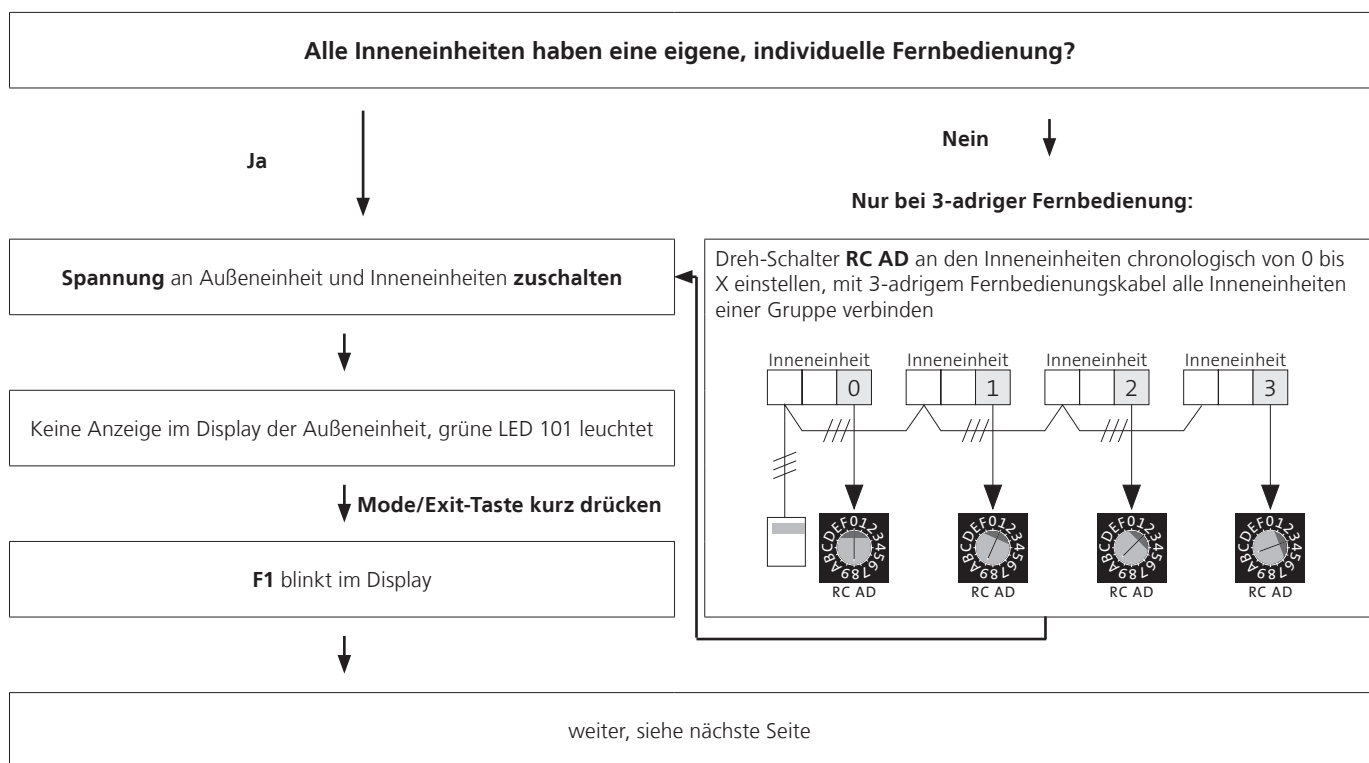 Alle Inneneinheiten haben eine eigene, individuelle Fernbedienung?
Ja
Nein
Nur bei 3-adriger Fernbedienung:
Dreh-Schalter RC AD an den Inneneinheiten chronologisch von 0 bis
X einstellen, mit 3-adrigem Fernbedienungskabel alle Inneneinheiten
einer Gruppe verbinden
Inneneinheit Inneneinheit Inneneinheit Inneneinheit
0 1 2 3
0123456789ABCDEF 0123456789ABCDEF 0123456789ABCDEF 0123456789ABCDEF
RC AD RC AD RC AD RC AD
Spannung an Außeneinheit und Inneneinheiten zuschalten
Keine Anzeige im Display der Außeneinheit, grüne LED 101 leuchtet
Mode/Exit-Taste kurz drücken
F1 blinkt im Display
weiter, siehe nächste Seite